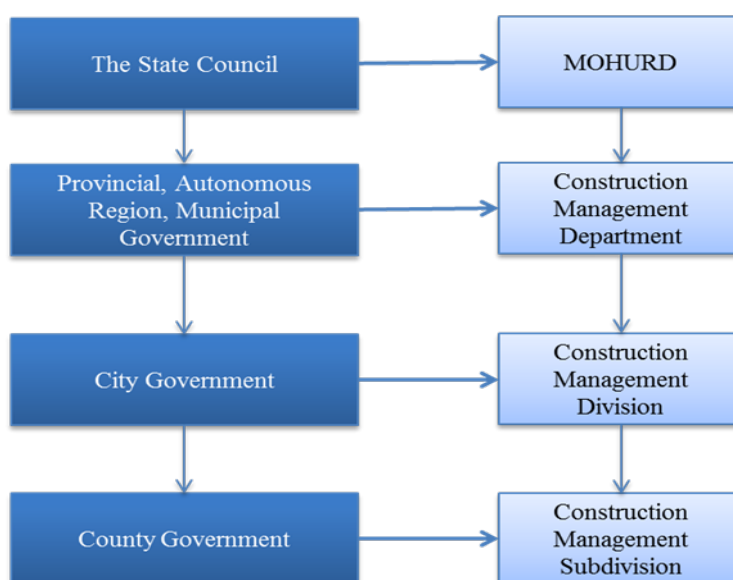 The State Council
MOHURD
Provincial, Autonomous
Region, Municipal
Government
Construction
Management
Department
City Government
Construction
Management
Division
County Government
Construction
Management
Subdivision